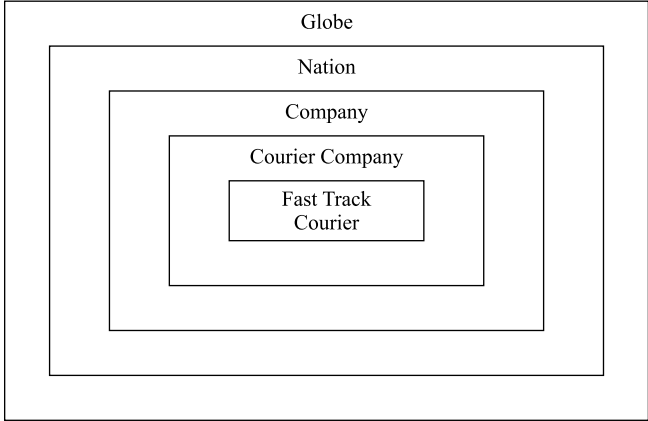 Globe
Nation
Company
Courier Company
Fast Track
Courier